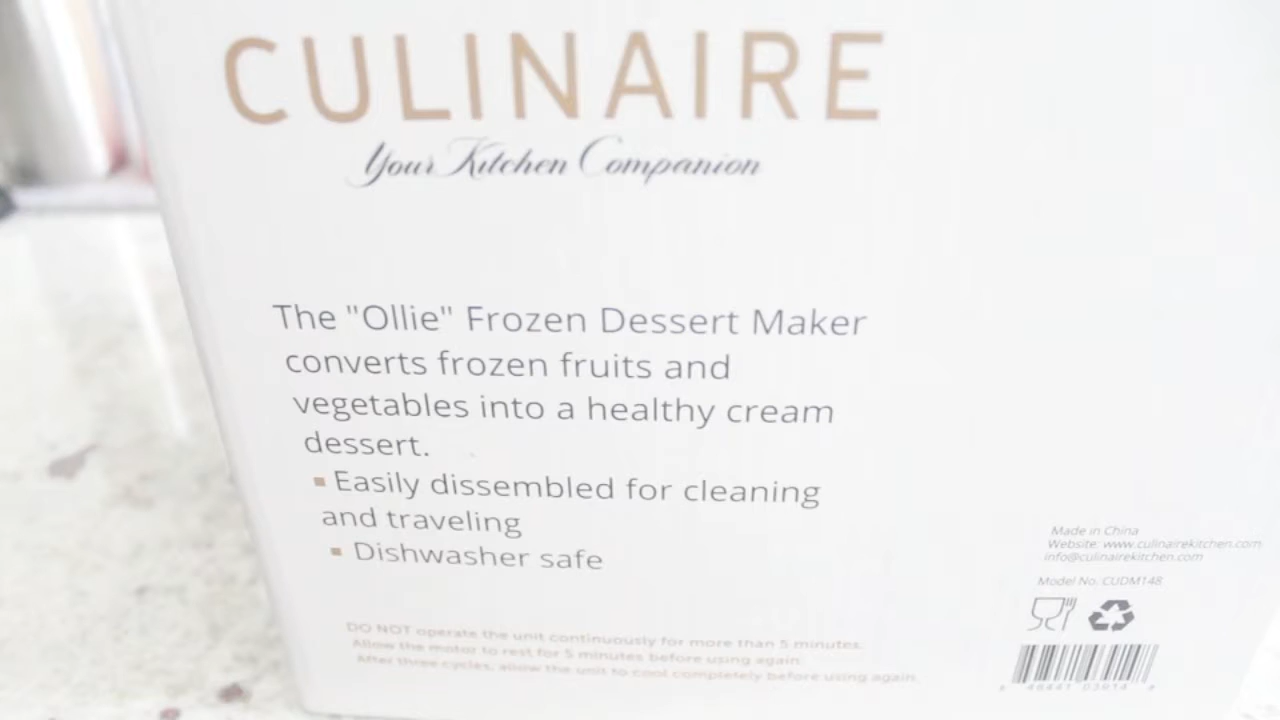 CULINAIRE
Your Kitchen Companion
The "Ollie" Frozen Dessert Maker
converts frozen fruits and
vegetables into a healthy cream
dessert.
▪ Easily dissembled for cleaning
and traveling
▪ Dishwasher safe
DO NOT operate the unit continuously for more than 5 minutes.
Allow the motor to rest for 5 minutes before using again.
After three cycles, allow the unit to cool completely before using again.
Made in China
Website: www.culinairekitchen.com
info@culinairekitchen.com
Model No. CUDM148